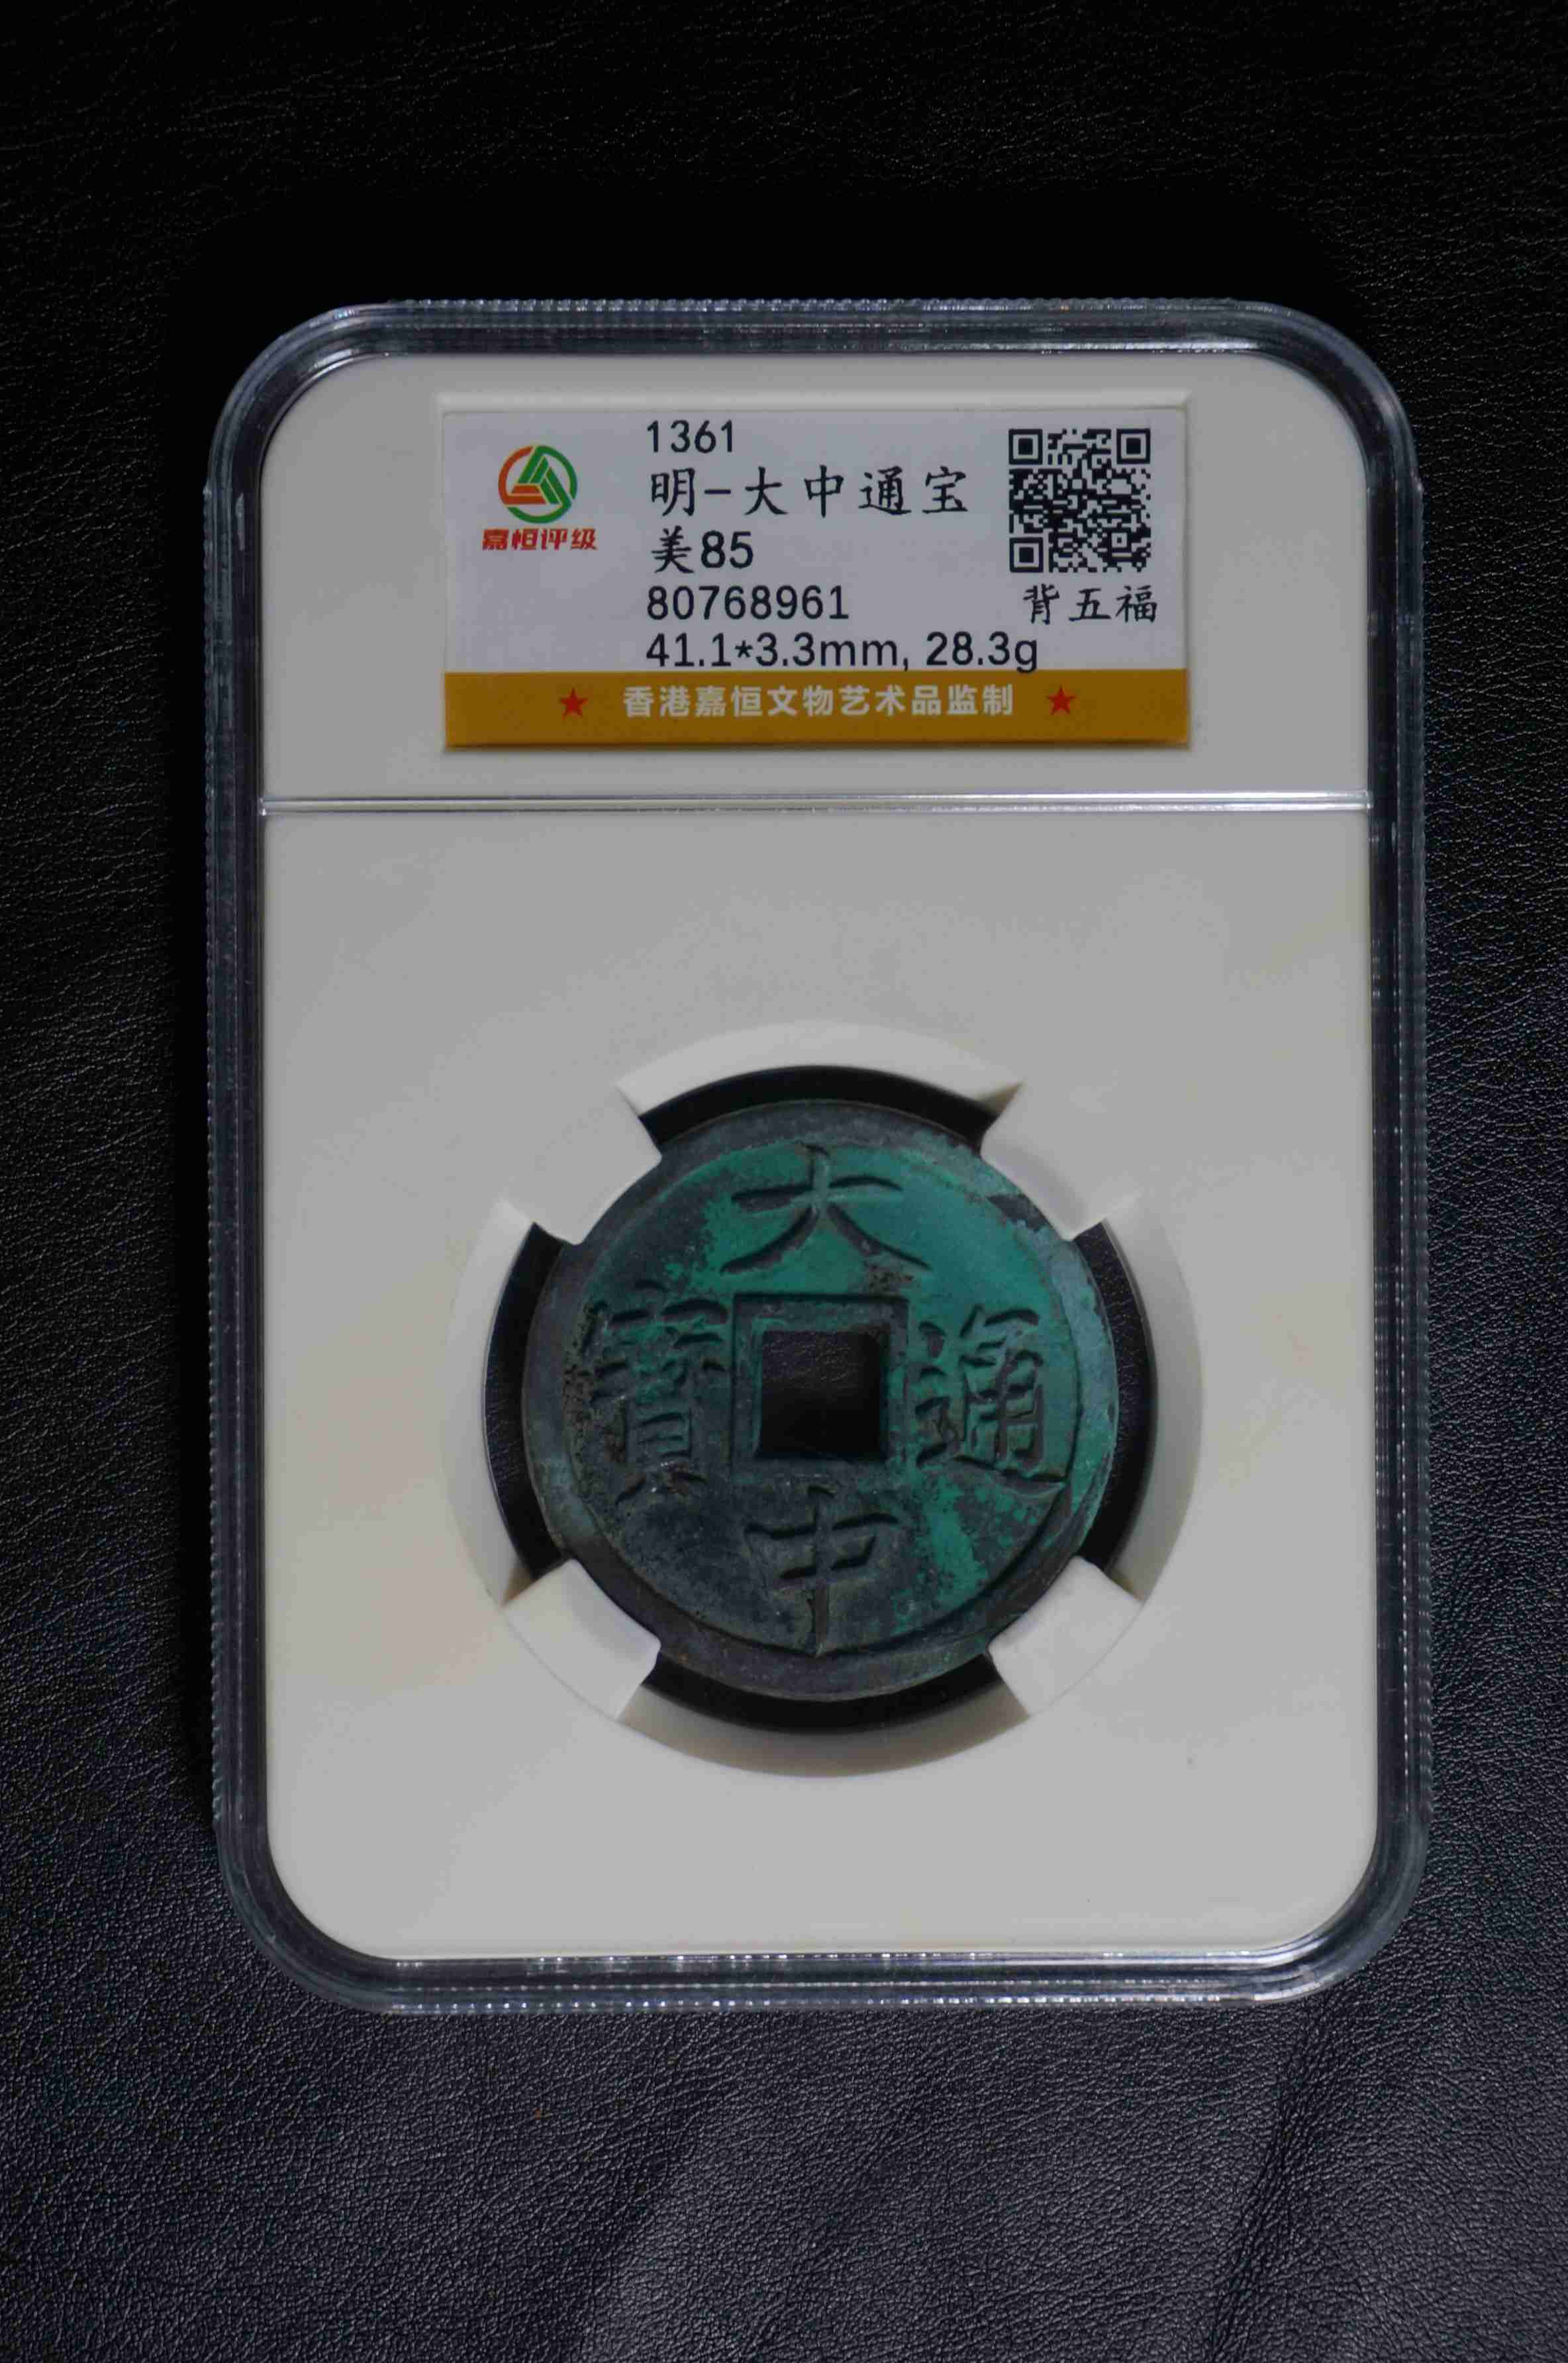 1361
明-大中通宝
美85
80768961
背五福
41.1*3.3mm, 28.3g
嘉恒评级
★ 香港嘉恒文物艺术品监制 ★
大中通寶